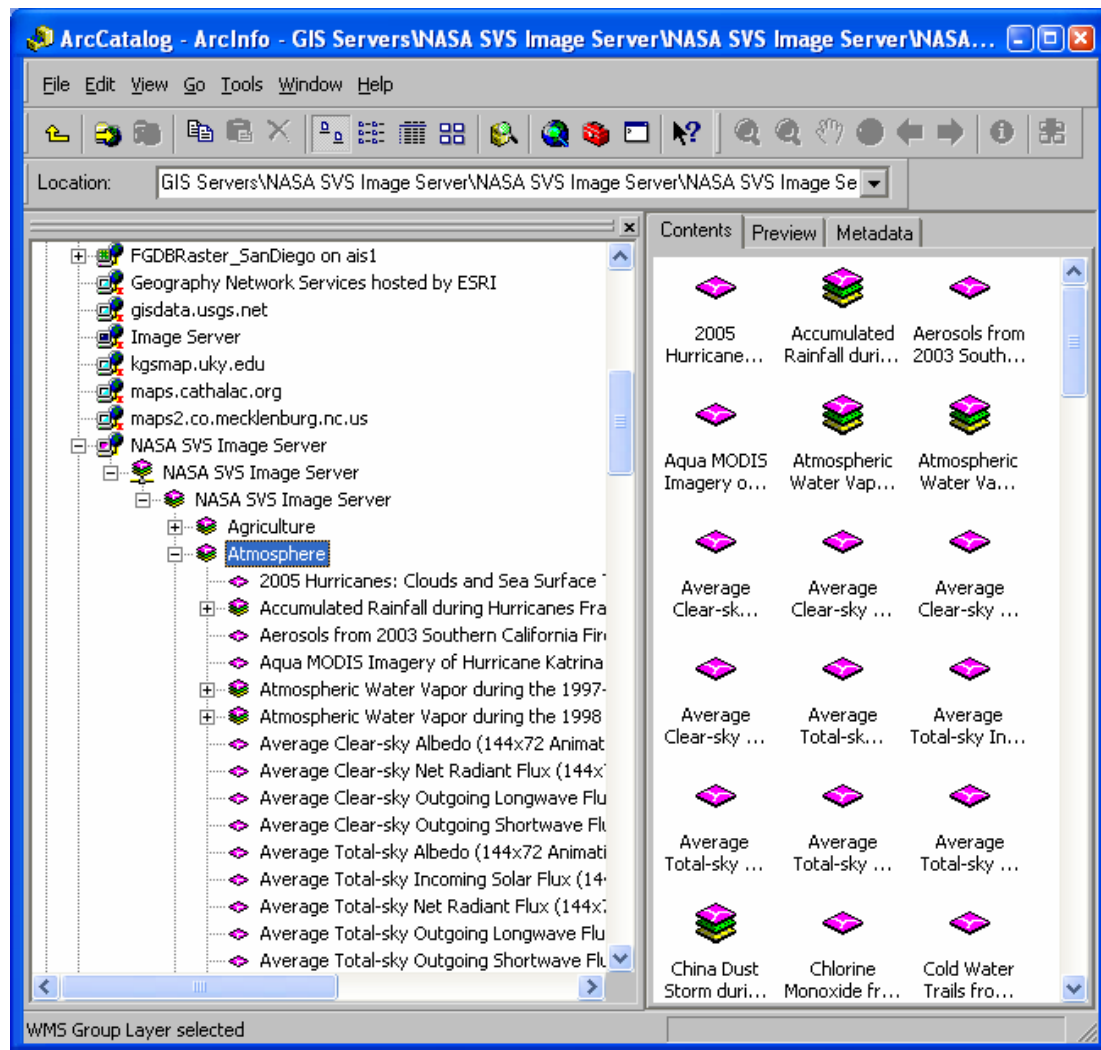 ArcCatalog - ArcInfo - GIS Servers\NASA SVS Image Server\NASA SVS Image Server\NASA...
File Edit View Go Tools Window Help
Location: GIS Servers\NASA SVS Image Server\NASA SVS Image Server\NASA SVS Image Se
FGDBRaster_SanDiego on ais1
Geography Network Services hosted by ESRI
gisdata.usgs.net
Image Server
kgsmap.uky.edu
maps.cathalac.org
maps2.co.mecklenburg.nc.us
NASA SVS Image Server
NASA SVS Image Server
NASA SVS Image Server
Agriculture
Atmosphere
2005 Hurricanes: Clouds and Sea Surface
Accumulated Rainfall during Hurricanes Fra
Aerosols from 2003 Southern California Fir
Aqua MODIS Imagery of Hurricane Katrina
Atmospheric Water Vapor during the 1997-
Atmospheric Water Vapor during the 1998
Average Clear-sky Albedo (144x72 Animat
Average Clear-sky Net Radiant Flux (144x
Average Clear-sky Outgoing Longwave Flu
Average Clear-sky Outgoing Shortwave Flu
Average Total-sky Albedo (144x72 Animati
Average Total-sky Incoming Solar Flux (14
Average Total-sky Net Radiant Flux (144x
Average Total-sky Outgoing Longwave Flu
Average Total-sky Outgoing Shortwave Flu
Contents Preview Metadata
2005 Hurricane...
Accumulated Rainfall duri...
Aerosols from 2003 South...
Aqua MODIS Imagery o...
Atmospheric Water Vap...
Atmospheric Water Va...
Average Clear-sk...
Average Clear-sky ...
Average Clear-sky ...
Average Clear-sky ...
Average Total-sk...
Average Total-sky In...
Average Total-sky ...
Average Total-sky ...
Average Total-sky ...
China Dust Storm duri...
Chlorine Monoxide fr...
Cold Water Trails fro...
WMS Group Layer selected